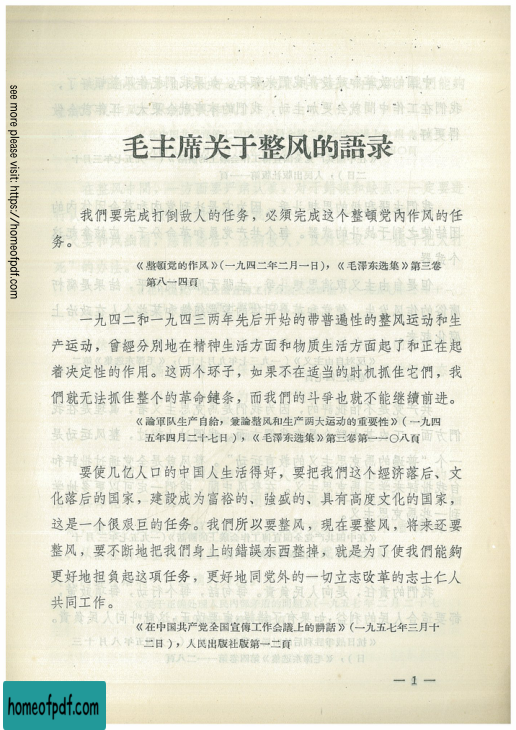 see more please visit: https://homeofpdf.com
毛主席关于整风的語录
我們要完成打倒敌人的任务，必須完成这个整頓党內作风的任
务。
《整頓党的作风》(一九四二年二月一日)，《毛澤东选集》第三卷
第八一四頁
一九四二和一九四三两年先后开始的带普遍性的整风运动和生
产运动，曾經分別地在精神生活方面和物质生活方面起了和正在起
着决定性的作用。这两个环子，如果不在适当的时机抓住它們，我
們就无法抓住整个的革命鏈条，而我們的斗爭也就不能继續前进。
《論軍队生产自給，兼論整风和生产两大运动的重要性》(一九四
五年四月二十七日)，《毛澤东选集》第三卷第一一〇八頁
要使几亿人口的中国人生活得好，要把我們这个經济落后、文
化落后的国家，建設成为富裕的、強盛的、具有高度文化的国家，
这是一个很艰巨的任务。我們所以要整风，现在要整风，将来还要
整风，要不断地把我們身上的錯誤东西整掉，就是为了使我們能夠
更好地担負起这項任务，更好地同党外的一切立志改革的志士仁人
共同工作。
《在中国共产党全国宣傳工作会議上的講話》(一九五七年三月十
二日)，人民出版社版第一二頁
— 1 —
homeofpdf.com